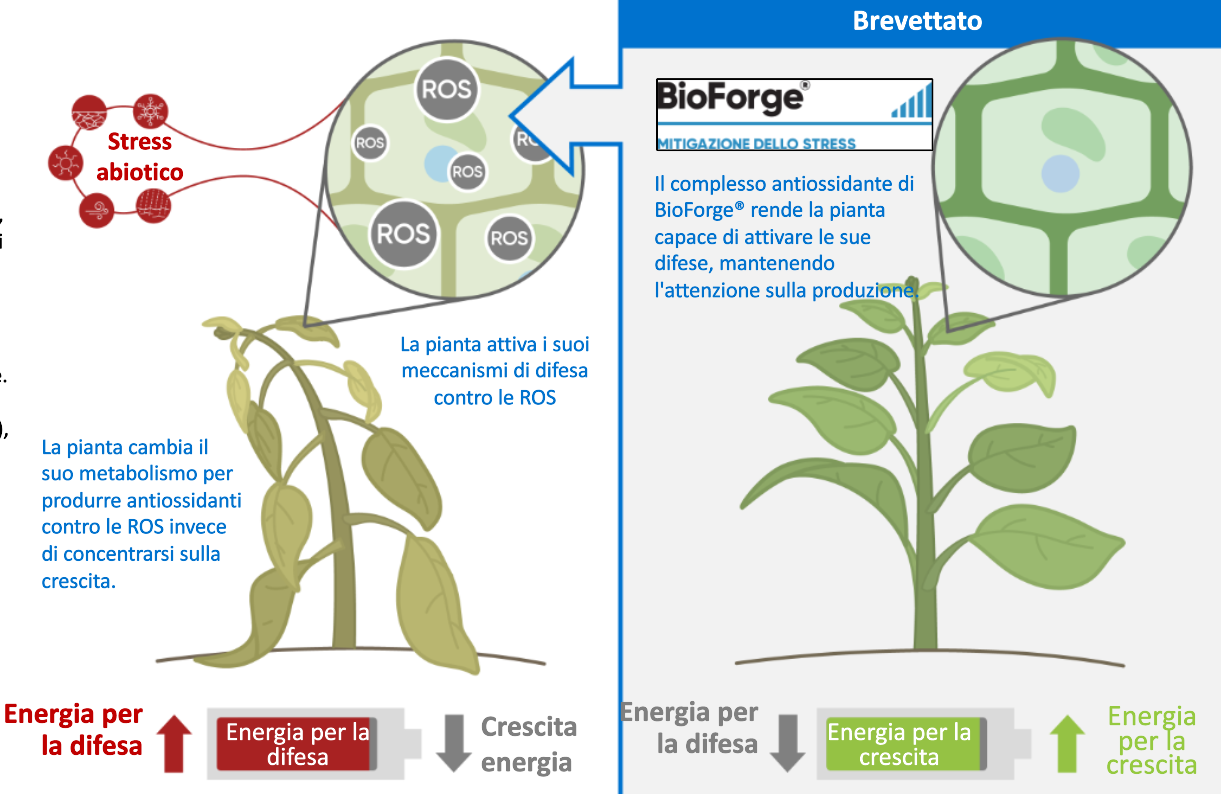 Brevettato
ROS
ROS
ROS
ROS
ROS
Stress
abiotico
BioForge®
MITIGAZIONE DELLO STRESS
Il complesso antiossidante di
BioForge® rende la pianta
capace di attivare le sue
difese, mantenendo
l'attenzione sulla produzione.
La pianta attiva i suoi
meccanismi di difesa
contro le ROS
La pianta cambia il
suo metabolismo per
produrre antiossidanti
contro le ROS invece
di concentrarsi sulla
crescita.
Energia per
la difesa
Energia per la
difesa
Crescita
energia
Energia per
la difesa
Energia per la
crescita
Energia
per la
crescita